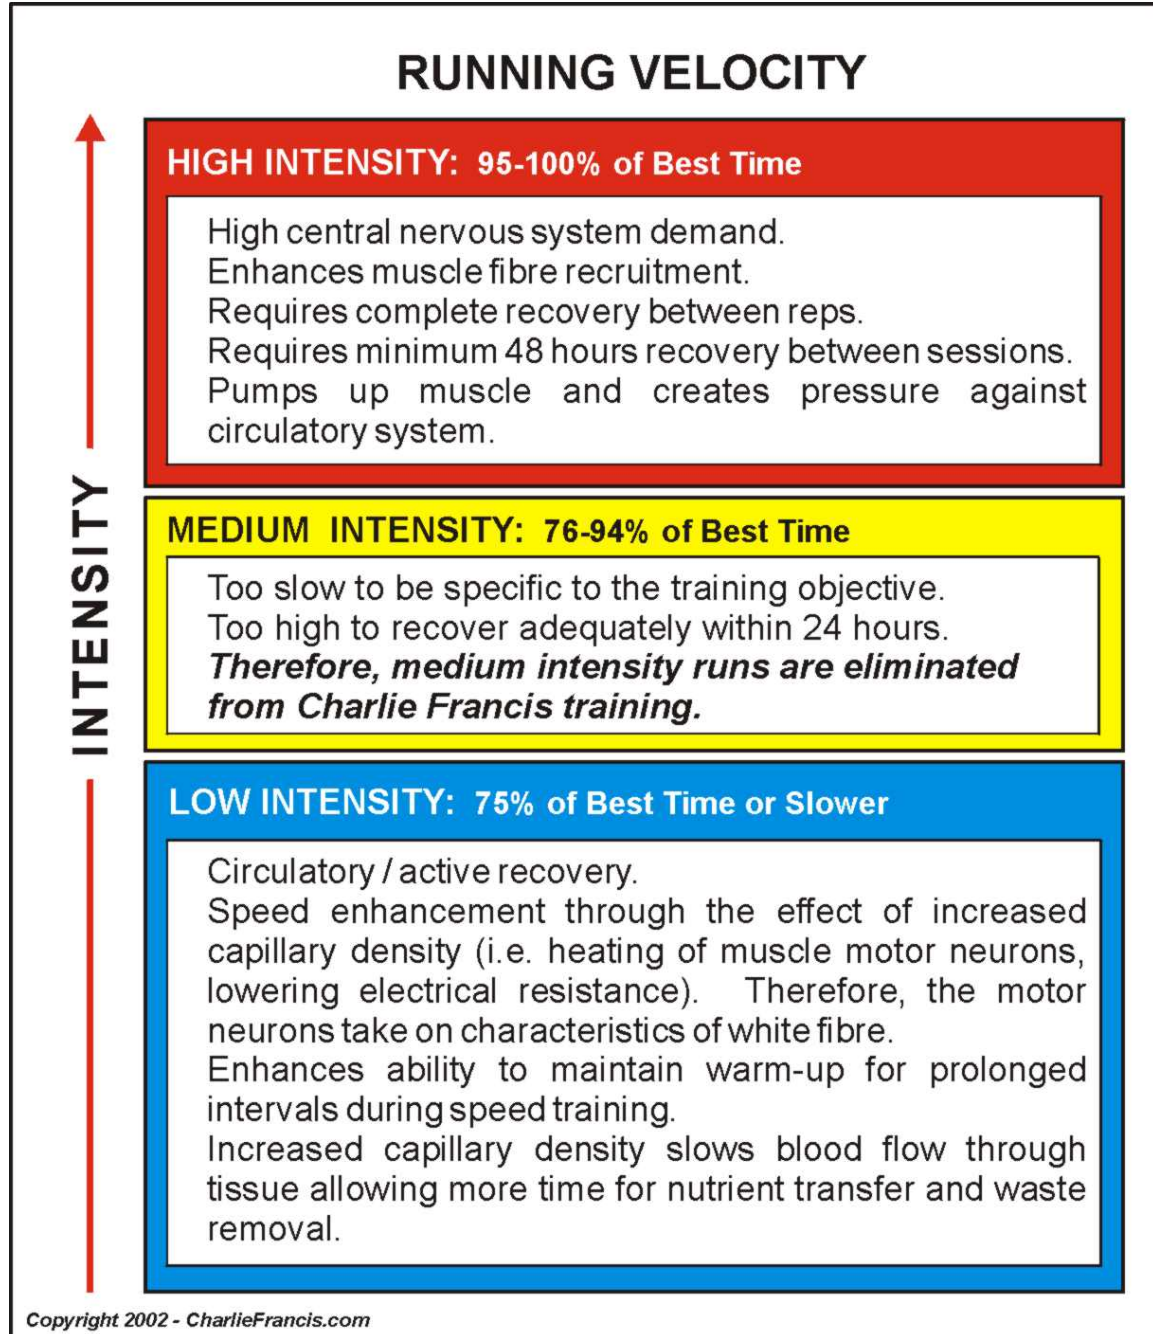 RUNNING VELOCITY
INTENSITY
HIGH INTENSITY: 95-100% of Best Time
High central nervous system demand.
Enhances muscle fibre recruitment.
Requires complete recovery between reps.
Requires minimum 48 hours recovery between sessions.
Pumps up muscle and creates pressure against
circulatory system.
MEDIUM INTENSITY: 76-94% of Best Time
Too slow to be specific to the training objective.
Too high to recover adequately within 24 hours.
Therefore, medium intensity runs are eliminated
from Charlie Francis training.
LOW INTENSITY: 75% of Best Time or Slower
Circulatory / active recovery.
Speed enhancement through the effect of increased
capillary density (i.e. heating of muscle motor neurons,
lowering electrical resistance). Therefore, the motor
neurons take on characteristics of white fibre.
Enhances ability to maintain warm-up for prolonged
intervals during speed training.
Increased capillary density slows blood flow through
tissue allowing more time for nutrient transfer and waste
removal.
Copyright 2002 - CharlieFrancis.com